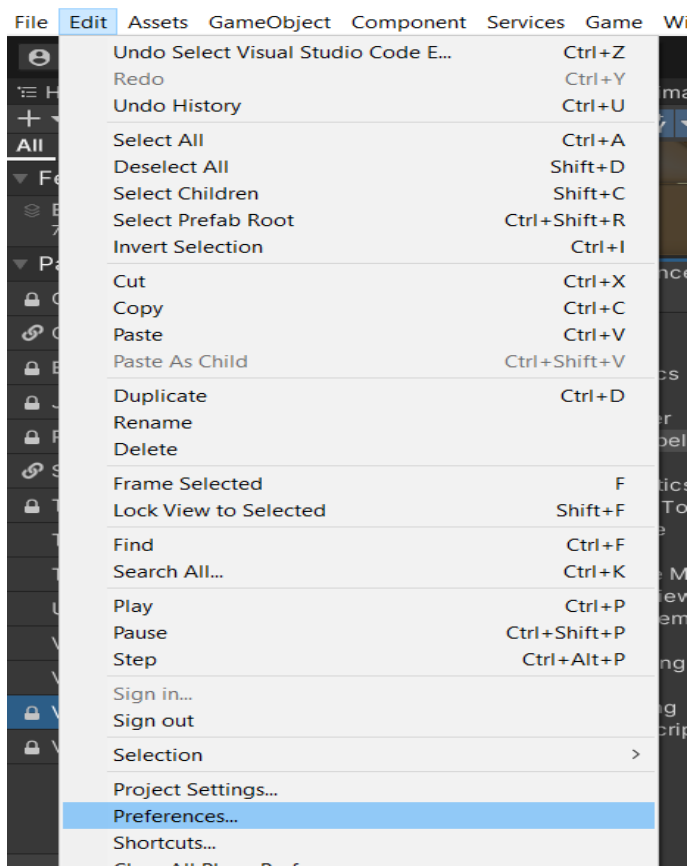 File Edit Assets GameObject Component Services Game
Undo Select Visual Studio Code E... Ctrl+Z
Redo Ctrl+Y
Undo History Ctrl+U
All
Select All Ctrl+A
Deselect All Shift+D
Select Children Shift+C
Select Prefab Root Ctrl+Shift+R
Invert Selection Ctrl+I
Cut Ctrl+X
Copy Ctrl+C
Paste Ctrl+V
Paste As Child Ctrl+Shift+V
Duplicate Ctrl+D
Rename
Delete
Frame Selected F
Lock View to Selected Shift+F
Find Ctrl+F
Search All... Ctrl+K
Play Ctrl+P
Pause Ctrl+Shift+P
Step Ctrl+Alt+P
Sign in...
Sign out
Selection >
Project Settings...
Preferences...
Shortcuts...